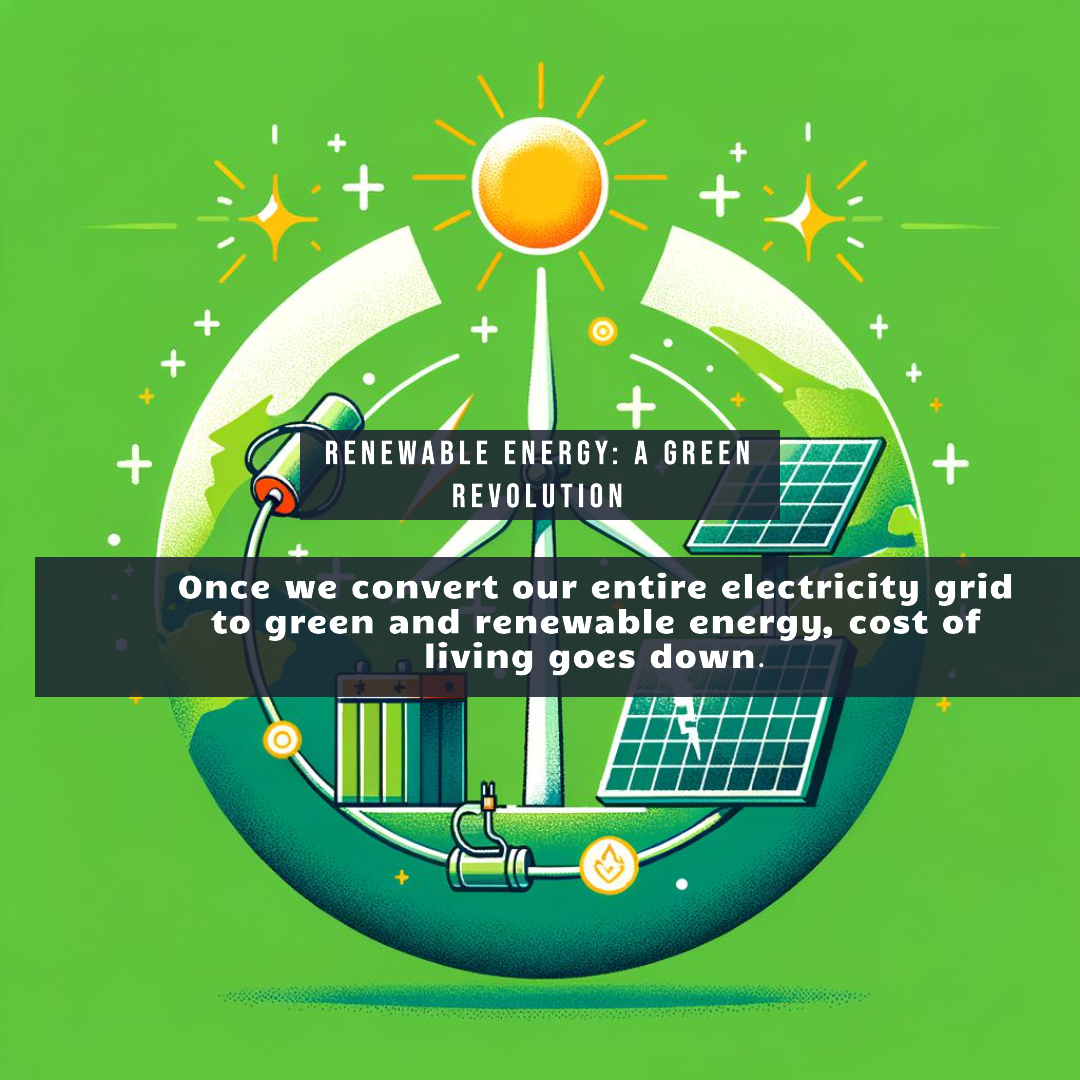 RENEWABLE ENERGY: A GREEN
REVOLUTION
Once we convert our entire electricity grid
to green and renewable energy, cost of
living goes down.